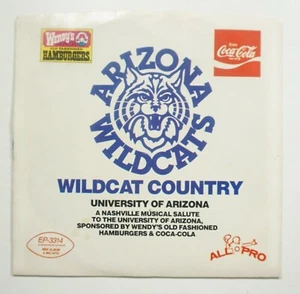 Wendy's
OLD FASHIONED
HAMBURGERS
Enjoy
Coca-Cola
ARIZONA
WILDCATS
WILDCAT COUNTRY
UNIVERSITY OF ARIZONA
A NASHVILLE MUSICAL SALUTE
TO THE UNIVERSITY OF ARIZONA,
SPONSORED BY WENDY'S OLD FASHIONED
HAMBURGERS & COCA-COLA
EP-3314
ALL PRO